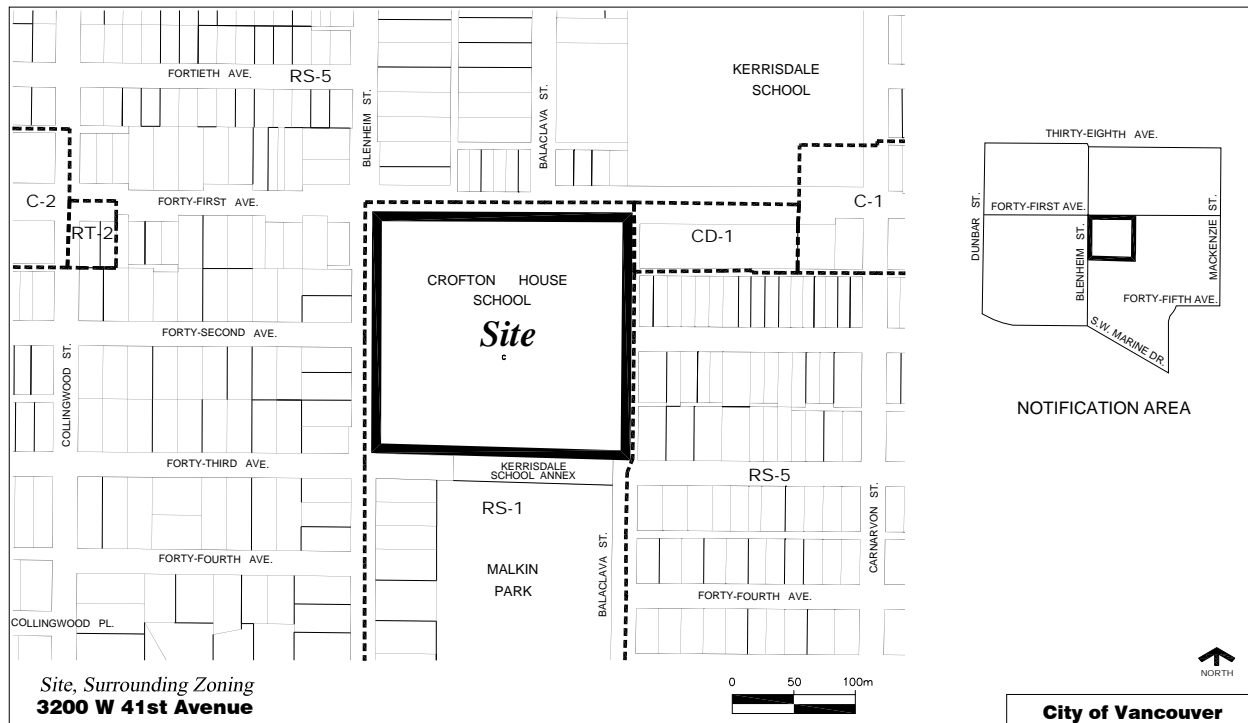 FORTIETH AVE.
RS-5
BLENHEIM ST.
BALACLAVA ST.
KERRISDALE
SCHOOL
C-2
FORTY-FIRST AVE.
RT-2
C-1
CD-1
CROFTON HOUSE
SCHOOL
Site
c
FORTY-SECOND AVE.
COLLINGWOOD ST.
FORTY-THIRD AVE.
KERRISDALE
SCHOOL ANNEX
RS-5
RS-1
CARNARVON ST.
FORTY-FOURTH AVE.
MALKIN
PARK
BALACLAVA ST.
FORTY-FOURTH AVE.
COLLINGWOOD PL.
THIRTY-EIGHTH AVE.
DUNBAR ST.
FORTY-FIRST AVE.
BLENHEIM ST.
MACKENZIE ST.
FORTY-FIFTH AVE.
S.W. MARINE DR.
NOTIFICATION AREA
Site, Surrounding Zoning
3200 W 41st Avenue
0 50 100m
NORTH
City of Vancouver